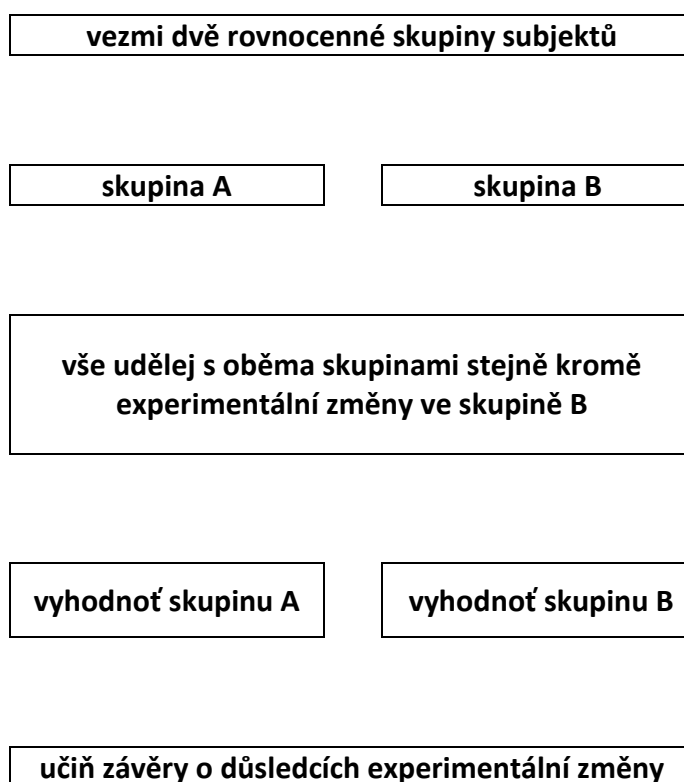 vezmi dvě rovnocenné skupiny subjektů
skupina A
skupina B
vše udělej s oběma skupinami stejně kromě
experimentální změny ve skupině B
vyhodnoť skupinu A
vyhodnoť skupinu B
učiň závěry o důsledcích experimentální změny